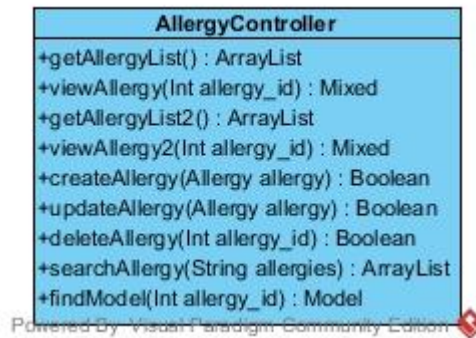 AllergyController
+getAllergyList() : ArrayList
+viewAllergy(Int allergy_id) : Mixed
+getAllergyList2() : ArrayList
+viewAllergy2(Int allergy_id) : Mixed
+createAllergy(Allergy allergy) : Boolean
+updateAllergy(Allergy allergy) : Boolean
+deleteAllergy(Int allergy_id) : Boolean
+searchAllergy(String allergies) : ArrayList
+findModel(Int allergy_id) : Model
Powered By Visual Paradigm Community Edition